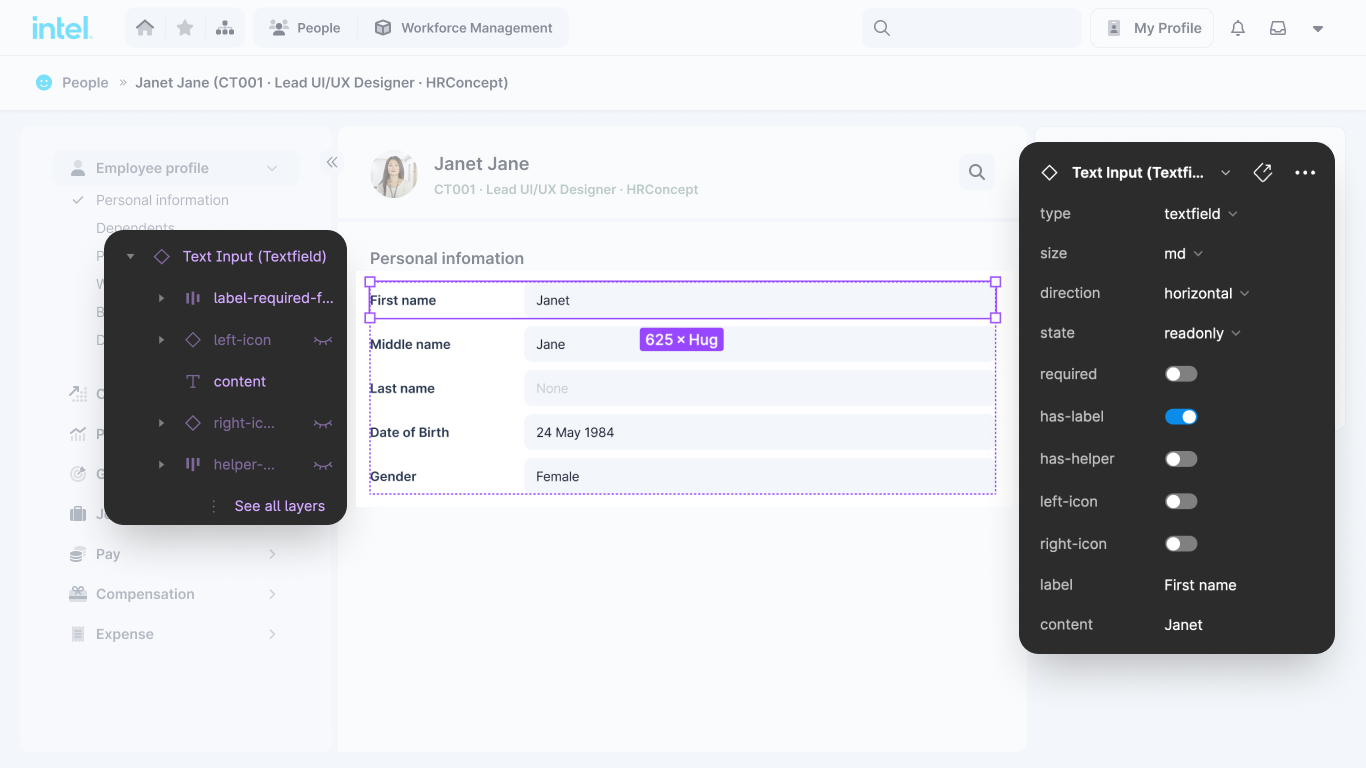 intel.
People
Workforce Management
My Profile
People » Janet Jane (CT001 · Lead UI/UX Designer · HRConcept)
Employee profile
Personal information
Dependents
Pay
Compensation
Expense
Text Input (Textfield)
label-required-f...
left-icon
content
right-ic...
helper-...
See all layers
Janet Jane
CT001 · Lead UI/UX Designer · HRConcept
Personal infomation
First name Janet
Middle name Jane
Last name None
Date of Birth 24 May 1984
Gender Female
625 × Hug
Text Input (Textfi...
type textfield
size md
direction horizontal
state readonly
required
has-label
has-helper
left-icon
right-icon
label First name
content Janet